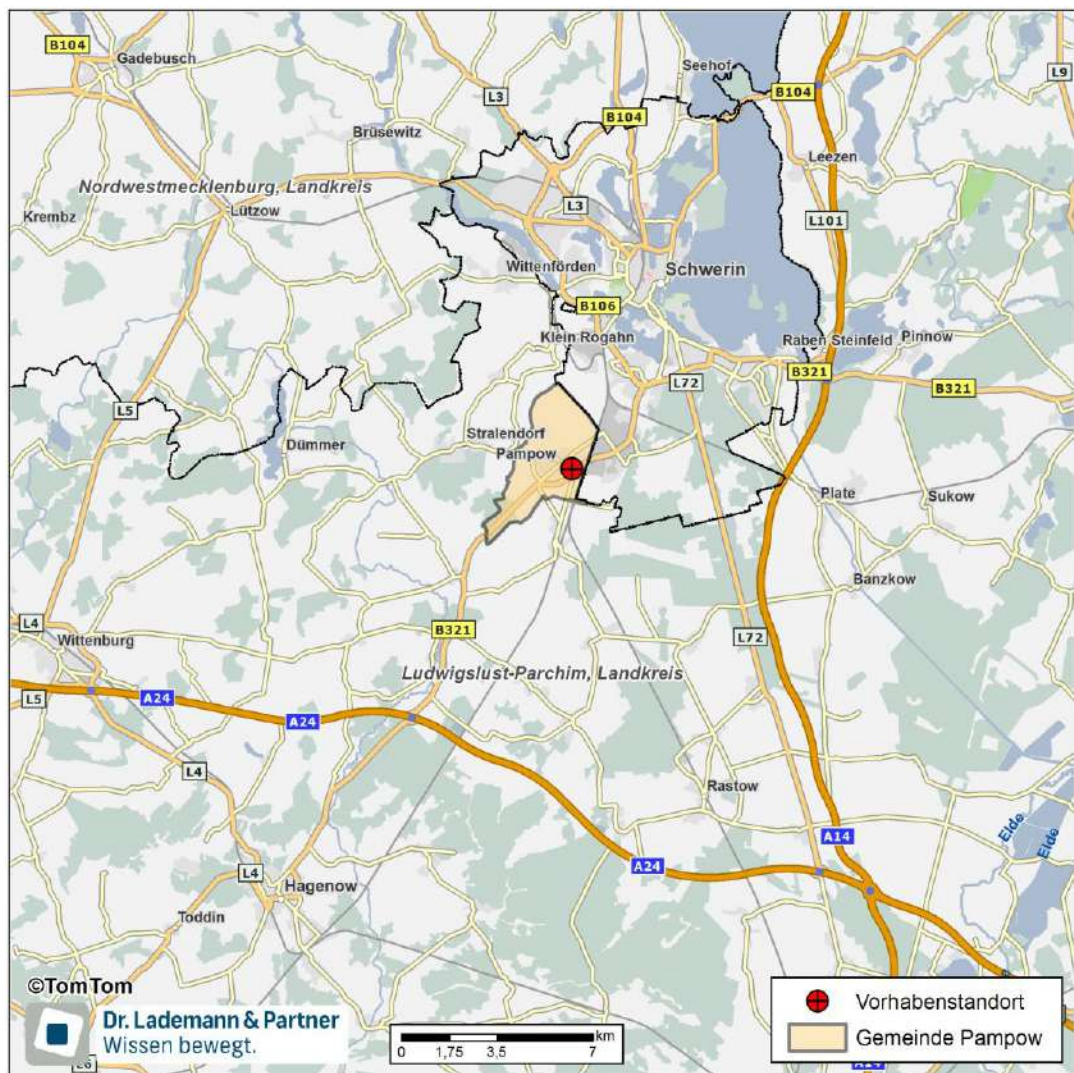 B104
Gadebusch
Seehof
L9
L3
B104
B104
Brüsewitz
Leezen
Nordwestmecklenburg, Landkreis
Krembz
Lützow
L3
L101
Wittenförden
Schwerin
B106
Klein Rogahn
Raben Steinfeld
Pinnow
B321
L72
B321
L5
Stralendorf
Dümmer
Pampow
Plate
Sukow
Banzkow
L4
B321
L72
Wittenburg
Ludwigslust-Parchim, Landkreis
L5
A24
A24
L4
Rastow
Elde
Elde
A14
A24
L4
Hagenow
Toddin
©TomTom
Dr. Lademann & Partner
Wissen bewegt.
km
0 1,75 3,5 7
Vorhabenstandort
Gemeinde Pampow